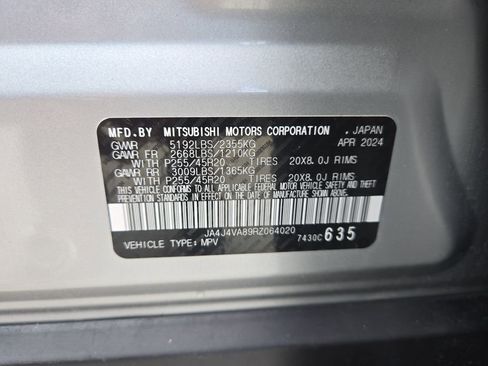 MFD.BY MITSUBISHI MOTORS CORPORATION , JAPAN
GVWR 5192LBS/2355KG APR 2024
GAWR FR 2668LBS/1210KG
WITH P255/45R20 TIRES 20X8.0J RIMS
GAWR RR 3009LBS/1365KG
WITH P255/45R20 TIRES 20X8.0J RIMS
THIS VEHICLE CONFORMS TO ALL APPLICABLE FEDERAL MOTOR VEHICLE SAFETY AND THEFT
PREVENTION STANDARDS IN EFFECT ON THE DATE OF MANUFACTURE SHOWN ABOVE.
JA4J4VA89RZ064020
VEHICLE TYPE: MPV 7430C 635